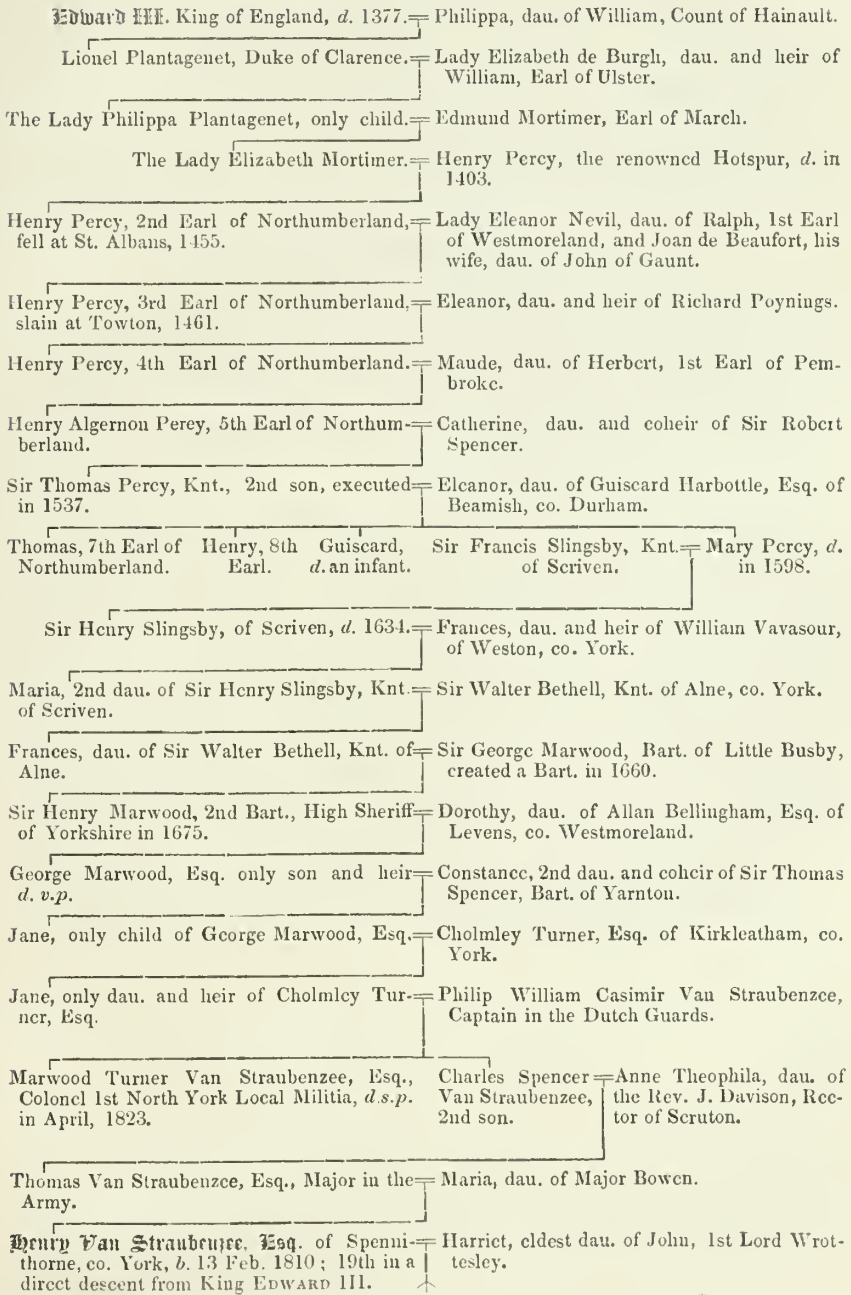 Edward III. King of England, d. 1377.═ Philippa, dau. of William, Count of Hainault.
Lionel Plantagenet, Duke of Clarence.═ Lady Elizabeth de Burgh, dau. and heir of
William, Earl of Ulster.
The Lady Philippa Plantagenet, only child.═ Edmund Mortimer, Earl of March.
The Lady Elizabeth Mortimer.═ Henry Percy, the renowned Hotspur, d. in
1403.
Henry Percy, 2nd Earl of Northumberland,═ Lady Eleanor Nevil, dau. of Ralph, 1st Earl
fell at St. Albans, 1455. of Westmoreland, and Joan de Beaufort, his
wife, dau. of John of Gaunt.
Henry Percy, 3rd Earl of Northumberland,═ Eleanor, dau. and heir of Richard Poynings.
slain at Towton, 1461.
Henry Percy, 4th Earl of Northumberland.═ Maude, dau. of Herbert, 1st Earl of Pem-
broke.
Henry Algernon Percy, 5th Earl of Northum-═ Catherine, dau. and coheir of Sir Robert
berland. Spencer.
Sir Thomas Percy, Knt., 2nd son, executed═ Eleanor, dau. of Guiscard Harbottle, Esq. of
in 1537. Beamish, co. Durham.
Thomas, 7th Earl of Henry, 8th Guiscard, Sir Francis Slingsby, Knt.═ Mary Percy, d.
Northumberland. Earl. d. an infant. of Scriven. in 1598.
Sir Henry Slingsby, of Scriven, d. 1634.═ Frances, dau. and heir of William Vavasour,
of Weston, co. York.
Maria, 2nd dau. of Sir Henry Slingsby, Knt.═ Sir Walter Bethell, Knt. of Alne, co. York.
of Scriven.
Frances, dau. of Sir Walter Bethell, Knt. of═ Sir George Marwood, Bart. of Little Busby,
Alne. created a Bart. in 1660.
Sir Henry Marwood, 2nd Bart., High Sheriff═ Dorothy, dau. of Allan Bellingham, Esq. of
of Yorkshire in 1675. Levens, co. Westmoreland.
George Marwood, Esq. only son and heir═ Constance, 2nd dau. and coheir of Sir Thomas
d. v.p. Spencer, Bart. of Yarnton.
Jane, only child of George Marwood, Esq.═ Cholmley Turner, Esq. of Kirkleatham, co.
York.
Jane, only dau. and heir of Cholmley Tur-═ Philip William Casimir Van Straubenzee,
ner, Esq. Captain in the Dutch Guards.
Marwood Turner Van Straubenzee, Esq., Charles Spencer═ Anne Theophila, dau. of
Colonel 1st North York Local Militia, d.s.p. Van Straubenzee, the Rev. J. Davison, Rec-
in April, 1823. 2nd son. tor of Scruton.
Thomas Van Straubenzee, Esq., Major in the═ Maria, dau. of Major Bowen.
Army.
Henry Van Straubenzee, Esq. of Spenni-═ Harriet, eldest dau. of John, 1st Lord Wrot-
thorne, co. York, b. 13 Feb. 1810; 19th in a tesley.
direct descent from King EDWARD III.